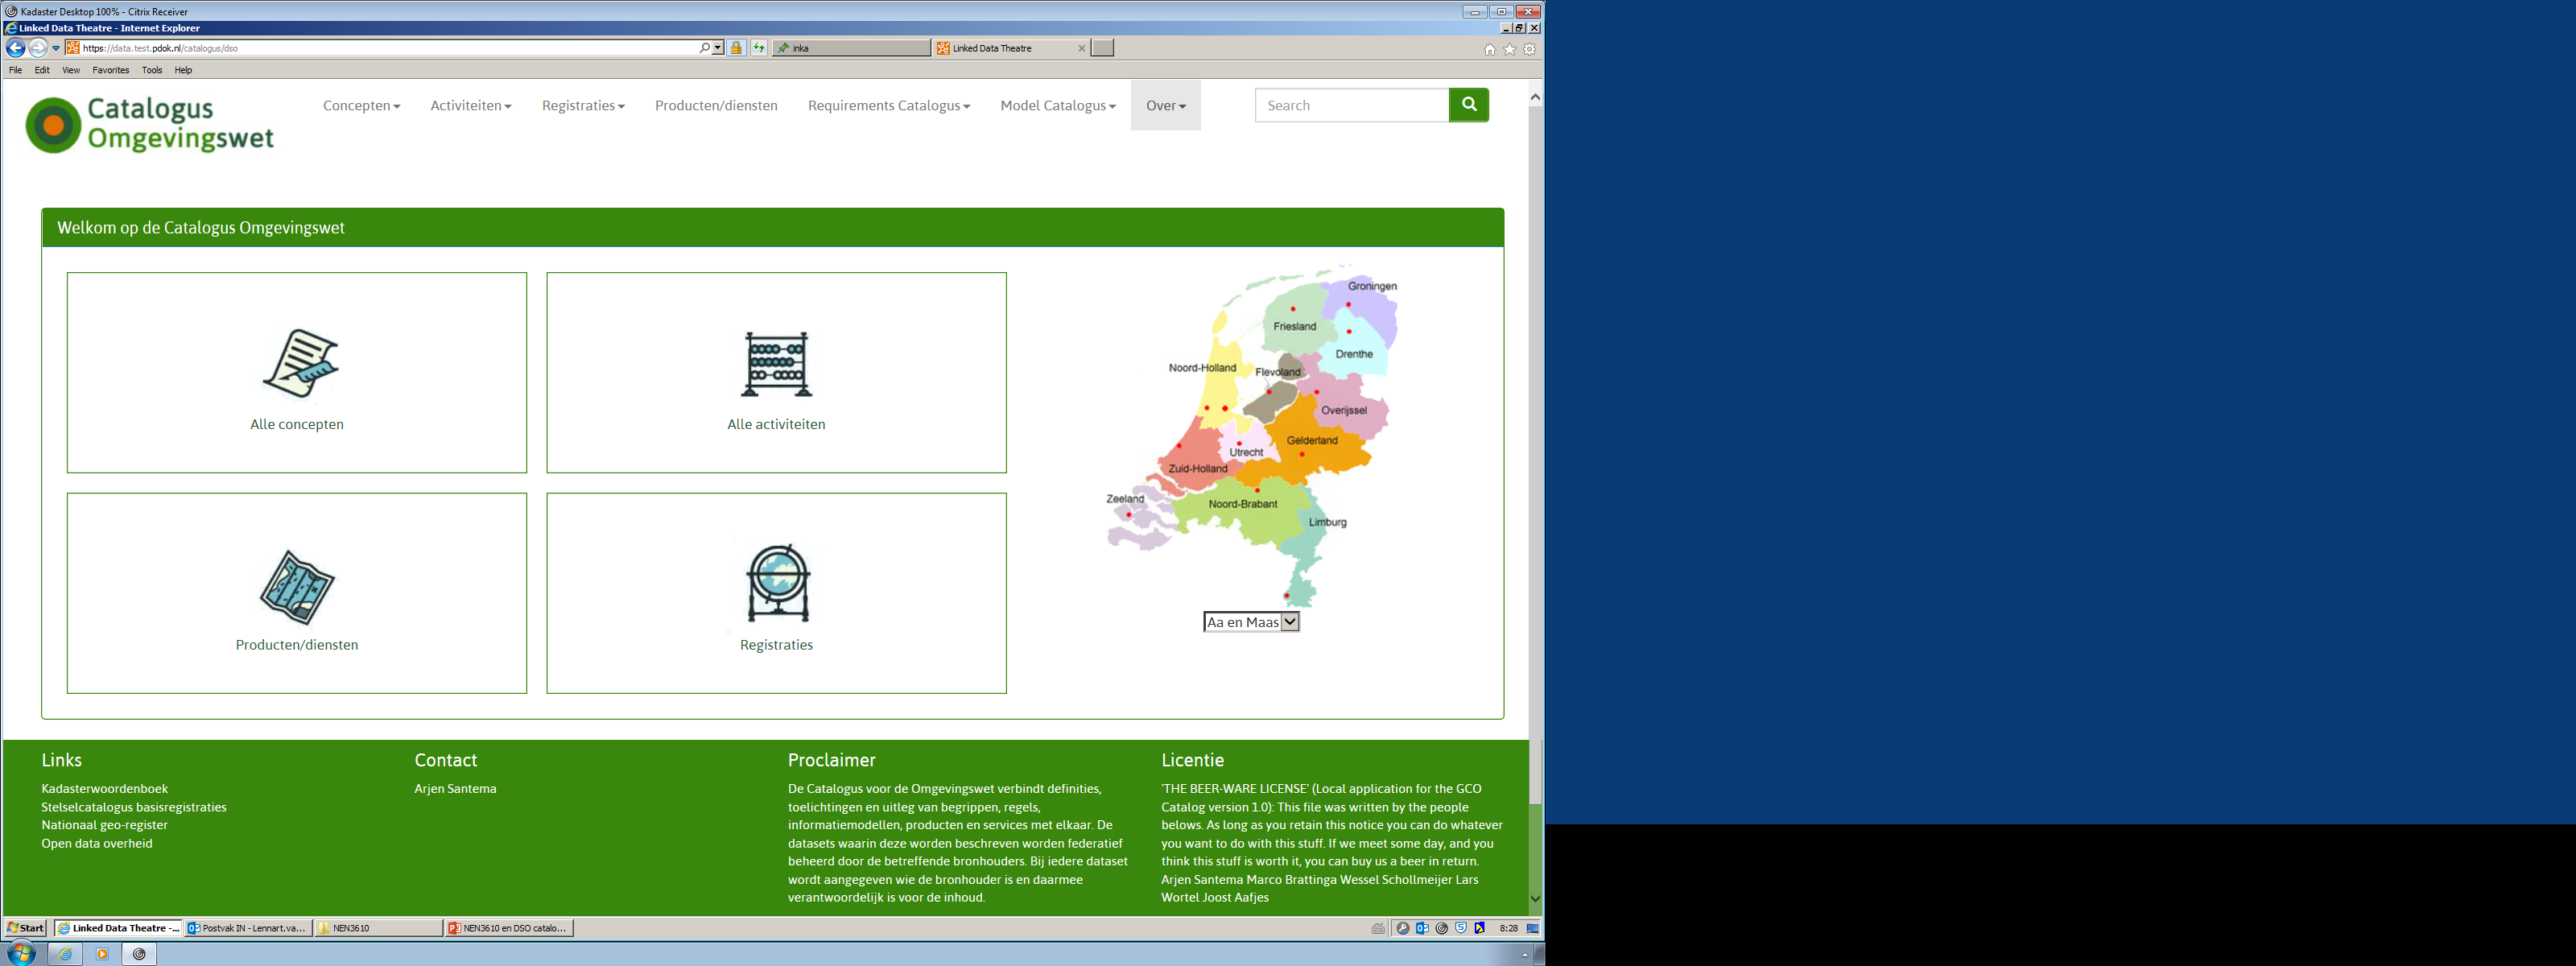 Kadaster Desktop 100% - Citrix Receiver
Linked Data Theatre - Internet Explorer
https://data.test.pdok.nl/catalogus/dso
inka
Linked Data Theatre
File Edit View Favorites Tools Help
Catalogus
Omgevingswet
Concepten Activiteiten Registraties Producten/diensten Requirements Catalogus Model Catalogus Over
Search
Welkom op de Catalogus Omgevingswet
Alle concepten
Alle activiteiten
Producten/diensten
Registraties
Groningen
Friesland
Drenthe
Noord-Holland
Flevoland
Overijssel
Gelderland
Utrecht
Zuid-Holland
Zeeland
Noord-Brabant
Limburg
Aa en Maas
Links
Kadasterwoordenboek
Stelselcatalogus basisregistraties
Nationaal geo-register
Open data overheid
Contact
Arjen Santema
Proclaimer
De Catalogus voor de Omgevingswet verbindt definities,
toelichtingen en uitleg van begrippen, regels,
informatiemodellen, producten en services met elkaar. De
datasets waarin deze worden beschreven worden federatief
beheerd door de betreffende bronhouders. Bij iedere dataset
wordt aangegeven wie de bronhouder is en daarmee
verantwoordelijk is voor de inhoud.
Licentie
'THE BEER-WARE LICENSE' (Local application for the GCO
Catalog version 1.0): This file was written by the people
belows. As long as you retain this notice you can do whatever
you want to do with this stuff. If we meet some day, and you
think this stuff is worth it, you can buy us a beer in return.
Arjen Santema Marco Brattinga Wessel Schollmeijer Lars
Wortel Joost Aafjes
Start
Linked Data Theatre -...
Postvak IN - Lennart.va...
NEN3610
NEN3610 en DSO catalo...
8:28